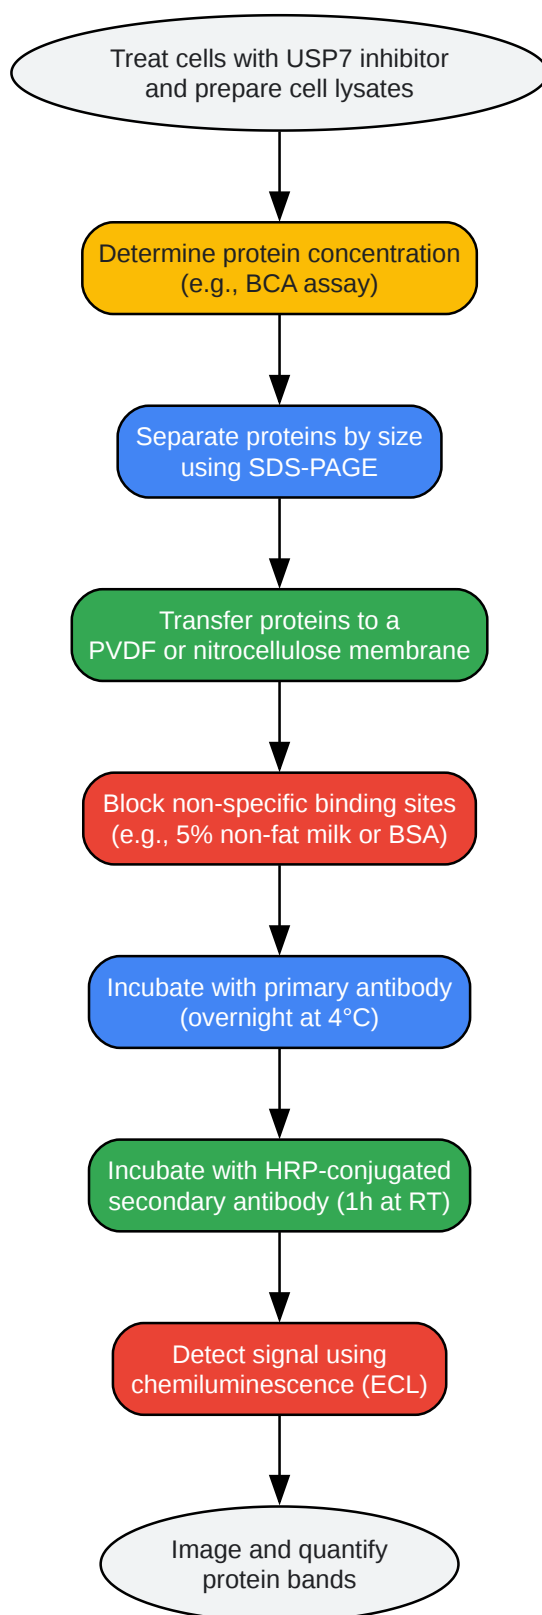 Treat cells with USP7 inhibitor
and prepare cell lysates
Determine protein concentration
(e.g., BCA assay)
Separate proteins by size
using SDS-PAGE
Transfer proteins to a
PVDF or nitrocellulose membrane
Block non-specific binding sites
(e.g., 5% non-fat milk or BSA)
Incubate with primary antibody
(overnight at 4°C)
Incubate with HRP-conjugated
secondary antibody (1h at RT)
Detect signal using
chemiluminescence (ECL)
Image and quantify
protein bands